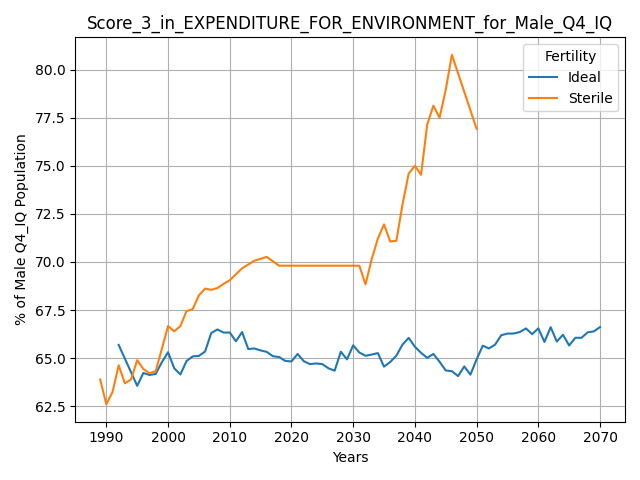 Score_3_in_EXPENDITURE_FOR_ENVIRONMENT_for_Male_Q4_IQ
Fertility
Ideal
Sterile
% of Male Q4_IQ Population
80.0
77.5
75.0
72.5
70.0
67.5
65.0
62.5
1990 2000 2010 2020 2030 2040 2050 2060 2070
Years